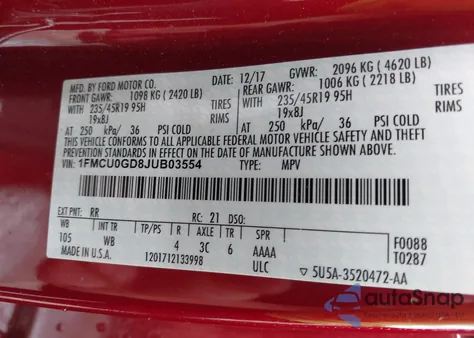 MFD. BY FORD MOTOR CO. 12/17 GVWR: 2096 KG ( 4620 LB)
FRONT GAWR: 1098 KG ( 2420 LB) REAR GAWR: 1006 KG ( 2218 LB)
WITH 235/45R19 95H TIRES WITH 235/45R19 95H TIRES
19x8J RIMS 19x8J RIMS
AT 250 kPa/ 36 PSI COLD AT 250 kPa/ 36 PSI COLD
THIS VEHICLE CONFORMS TO ALL APPLICABLE FEDERAL MOTOR VEHICLE SAFETY AND THEFT
PREVENTION STANDARDS IN EFFECT ON THE DATE OF MANUFACTURE SHOWN ABOVE.
VIN: 1FMCU0GD8JUB03554 TYPE: MPV
EXT PNT: RR RC: 21 DSO:
WB INT TR TP/PS R AXLE TR SPR F0088
105 WB 4 3C 6 AAAA T0287
MADE IN U.S.A. 1201712133998 ULC 5U5A-3520472-AA
autoSnap